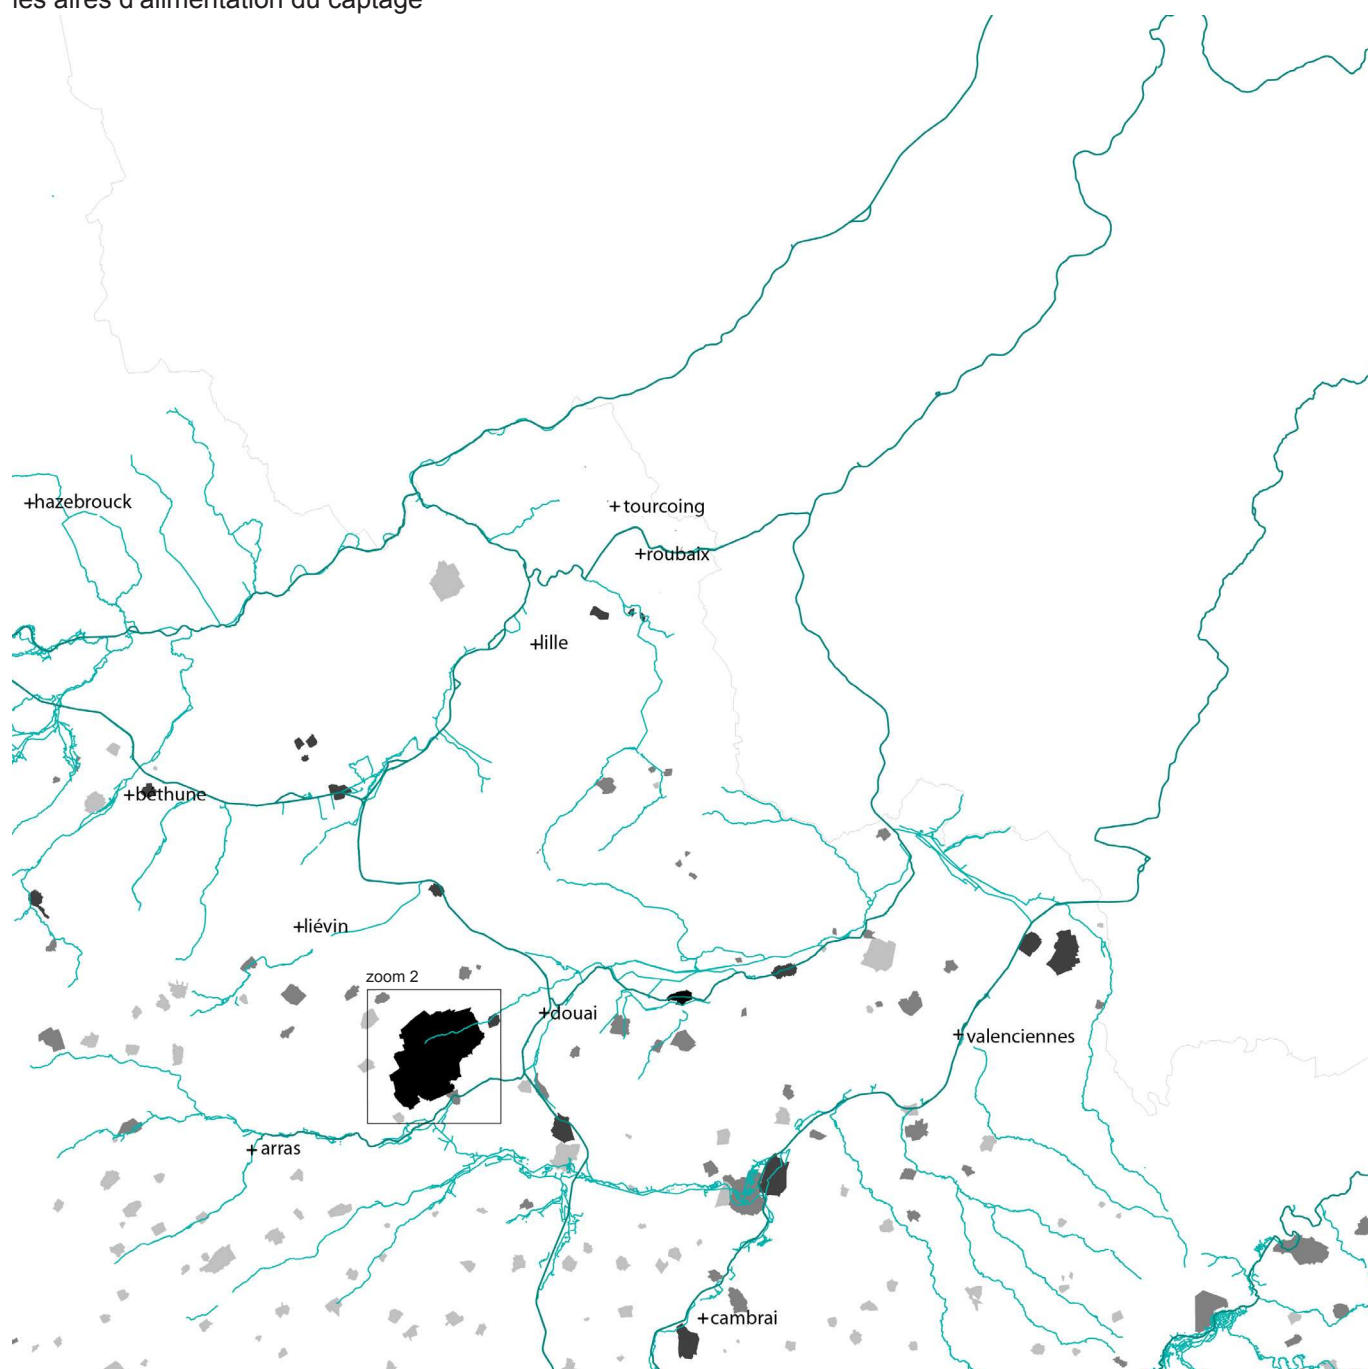 les aires d'alimentation du captage
hazebrouck
tourcoing
roubaix
lille
béthune
liévin
zoom 2
douai
valenciennes
arras
cambrai